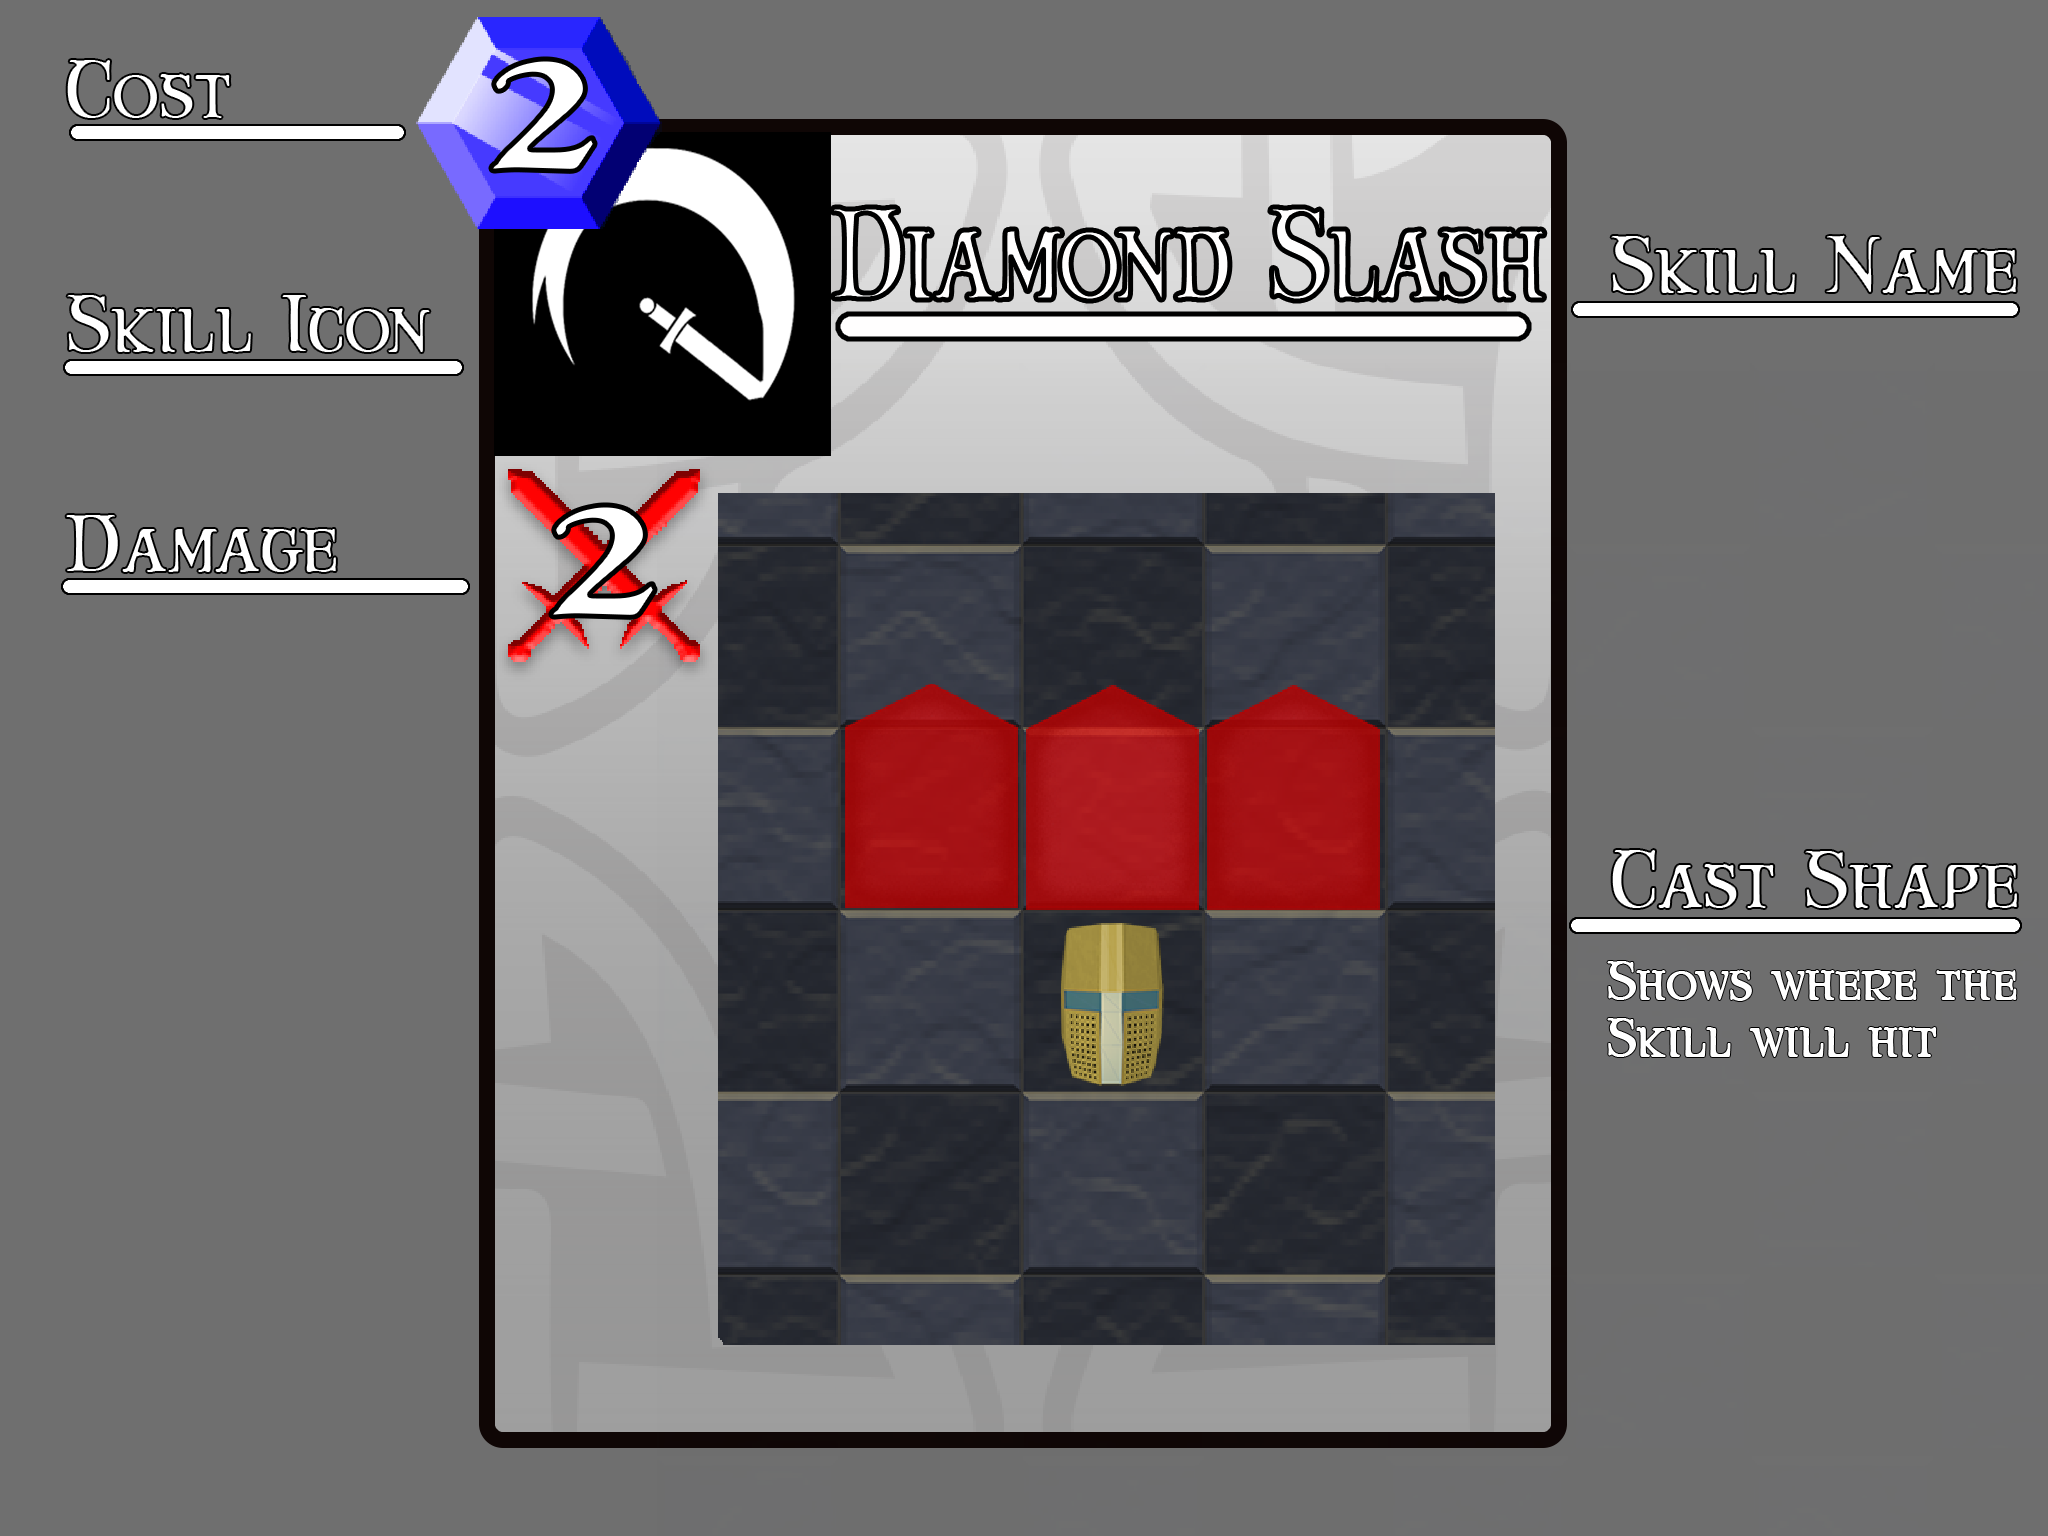 Cost
2
Diamond Slash
Skill Name
Skill Icon
Damage
2
Cast Shape
Shows where the
Skill will hit